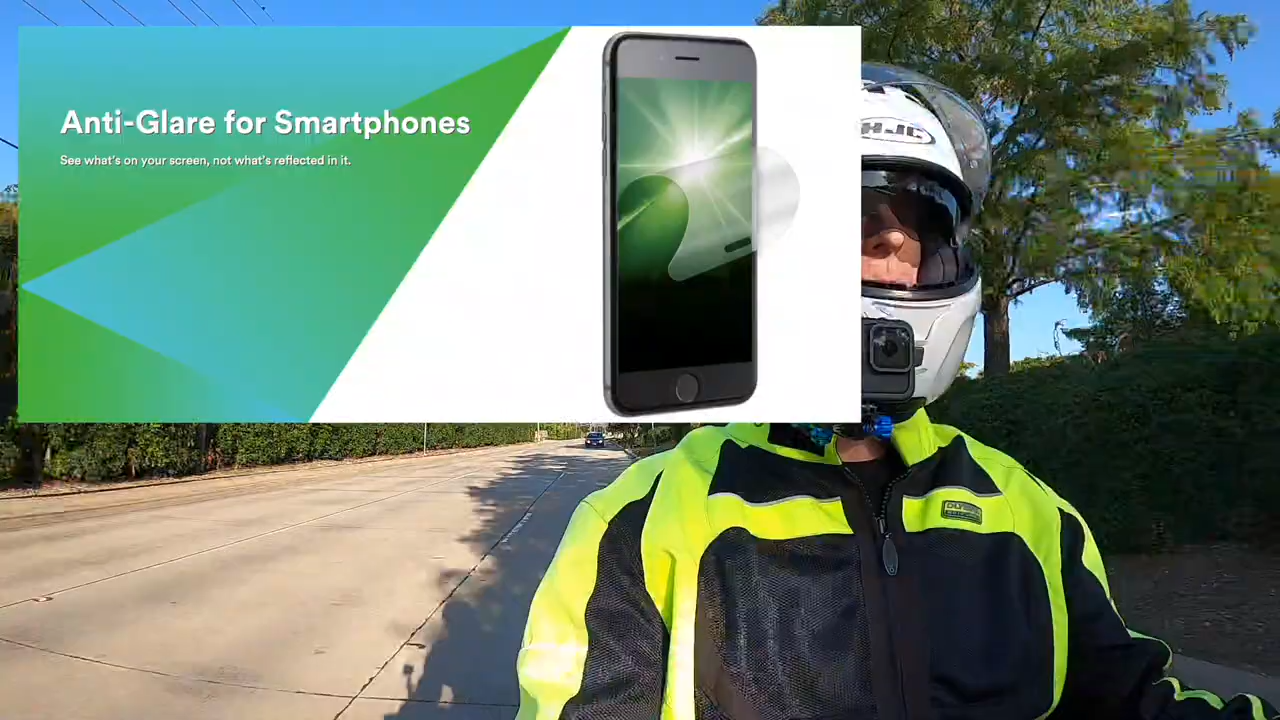 Anti-Glare for Smartphones
See what's on your screen, not what's reflected in it.
HJC